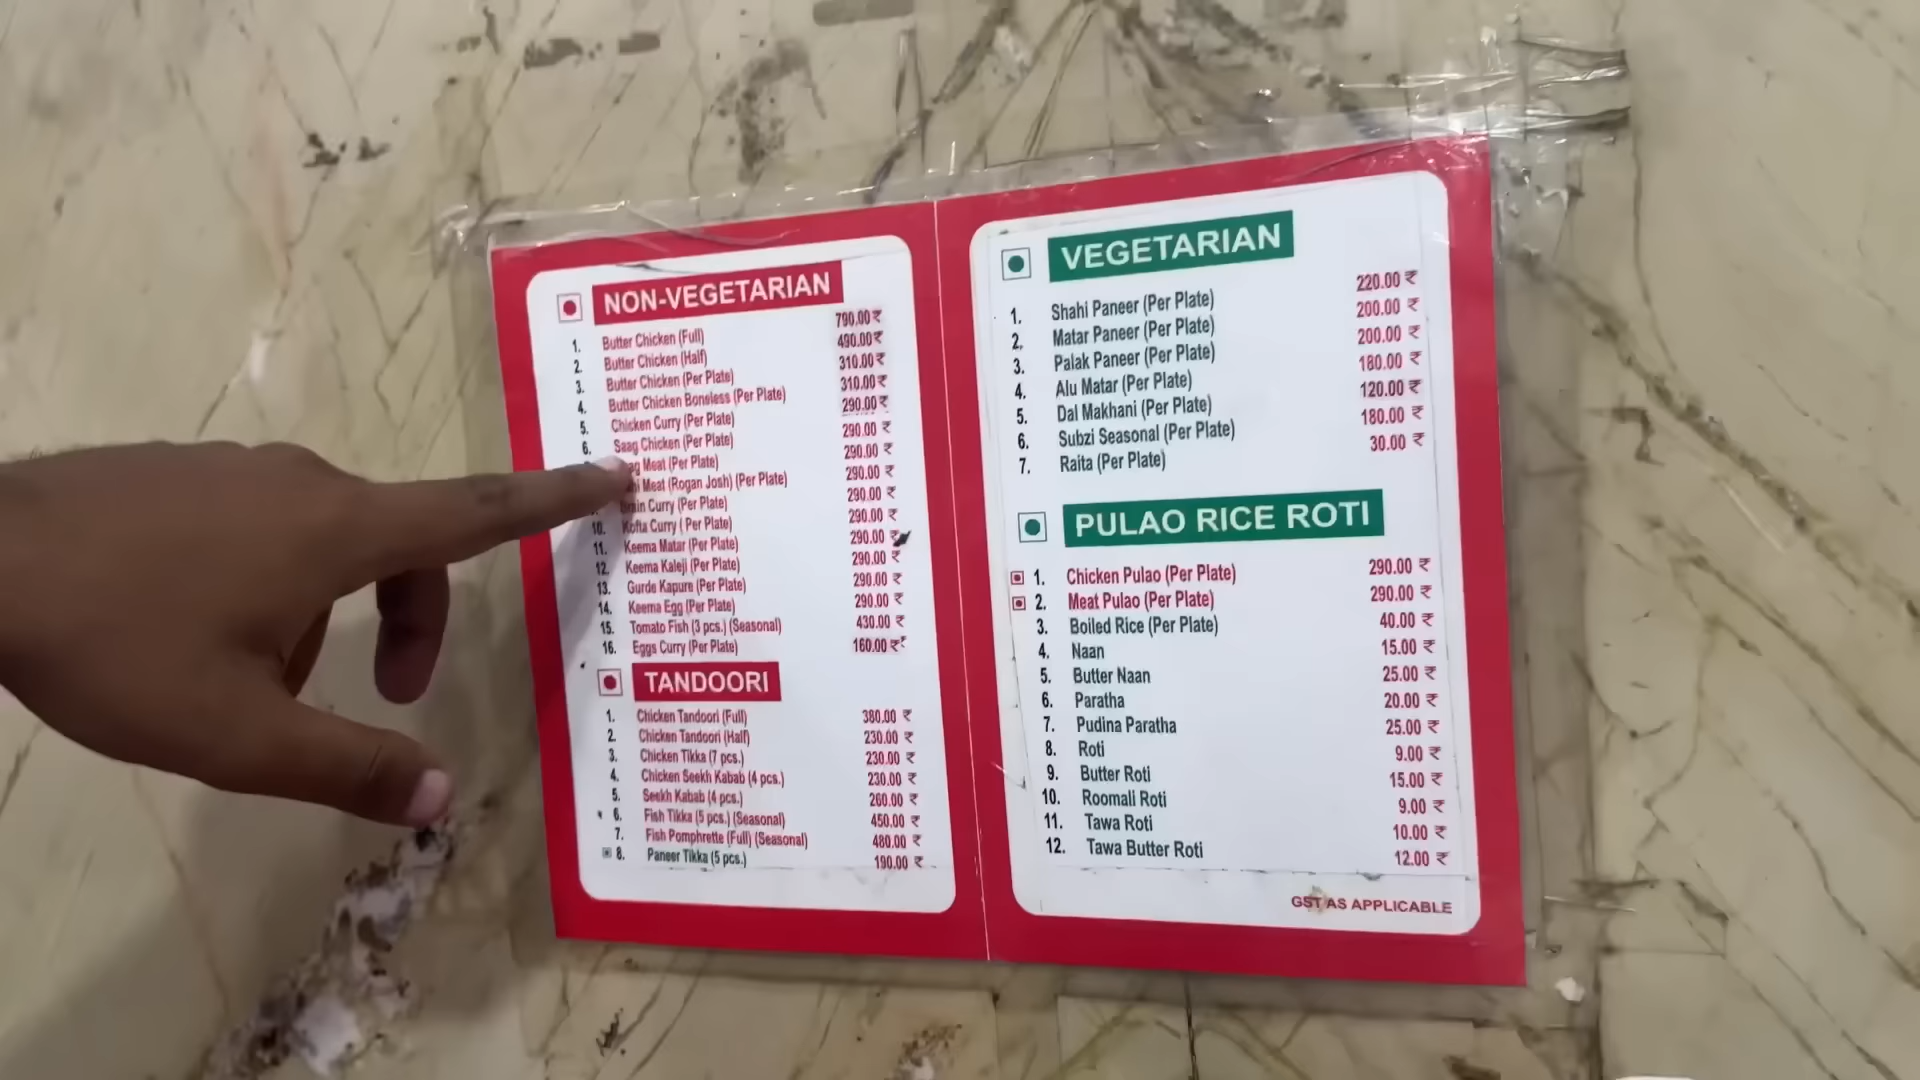 NON-VEGETARIAN
1. Butter Chicken (Full) 790.00 ₹
2. Butter Chicken (Half) 490.00 ₹
3. Butter Chicken (Per Plate) 310.00 ₹
4. Butter Chicken Bonsless (Per Plate) 310.00 ₹
5. Chicken Curry (Per Plate) 290.00 ₹
6. Saag Chicken (Per Plate) 290.00 ₹
Meat (Per Plate) 290.00 ₹
Meat (Rogan Josh) (Per Plate) 290.00 ₹
Curry (Per Plate) 290.00 ₹
10. Kofta Curry ( Per Plate) 290.00 ₹
11. Keema Matar (Per Plate) 290.00 ₹
12. Keema Kaleji (Per Plate) 290.00 ₹
13. Gurde Kapure (Per Plate) 290.00 ₹
14. Keema Egg (Per Plate) 290.00 ₹
15. Tomato Fish (3 pcs.) (Seasonal) 430.00 ₹
16. Eggs Curry (Per Plate) 160.00 ₹
TANDOORI
1. Chicken Tandoori (Full) 380.00 ₹
2. Chicken Tandoori (Half) 230.00 ₹
3. Chicken Tikka (7 pcs.) 230.00 ₹
4. Chicken Seekh Kabab (4 pcs.) 230.00 ₹
5. Seekh Kabab (4 pcs.) 260.00 ₹
6. Fish Tikka (5 pcs.) (Seasonal) 450.00 ₹
7. Fish Pomphrette (Full) (Seasonal) 480.00 ₹
8. Paneer Tikka (5 pcs.) 190.00 ₹
VEGETARIAN
1. Shahi Paneer (Per Plate) 220.00 ₹
2. Matar Paneer (Per Plate) 200.00 ₹
3. Palak Paneer (Per Plate) 200.00 ₹
4. Alu Matar (Per Plate) 180.00 ₹
5. Dal Makhani (Per Plate) 120.00 ₹
6. Subzi Seasonal (Per Plate) 180.00 ₹
7. Raita (Per Plate) 30.00 ₹
PULAO RICE ROTI
1. Chicken Pulao (Per Plate) 290.00 ₹
2. Meat Pulao (Per Plate) 290.00 ₹
3. Boiled Rice (Per Plate) 40.00 ₹
4. Naan 15.00 ₹
5. Butter Naan 25.00 ₹
6. Paratha 20.00 ₹
7. Pudina Paratha 25.00 ₹
8. Roti 9.00 ₹
9. Butter Roti 15.00 ₹
10. Roomali Roti 9.00 ₹
11. Tawa Roti 10.00 ₹
12. Tawa Butter Roti 12.00 ₹
GST AS APPLICABLE